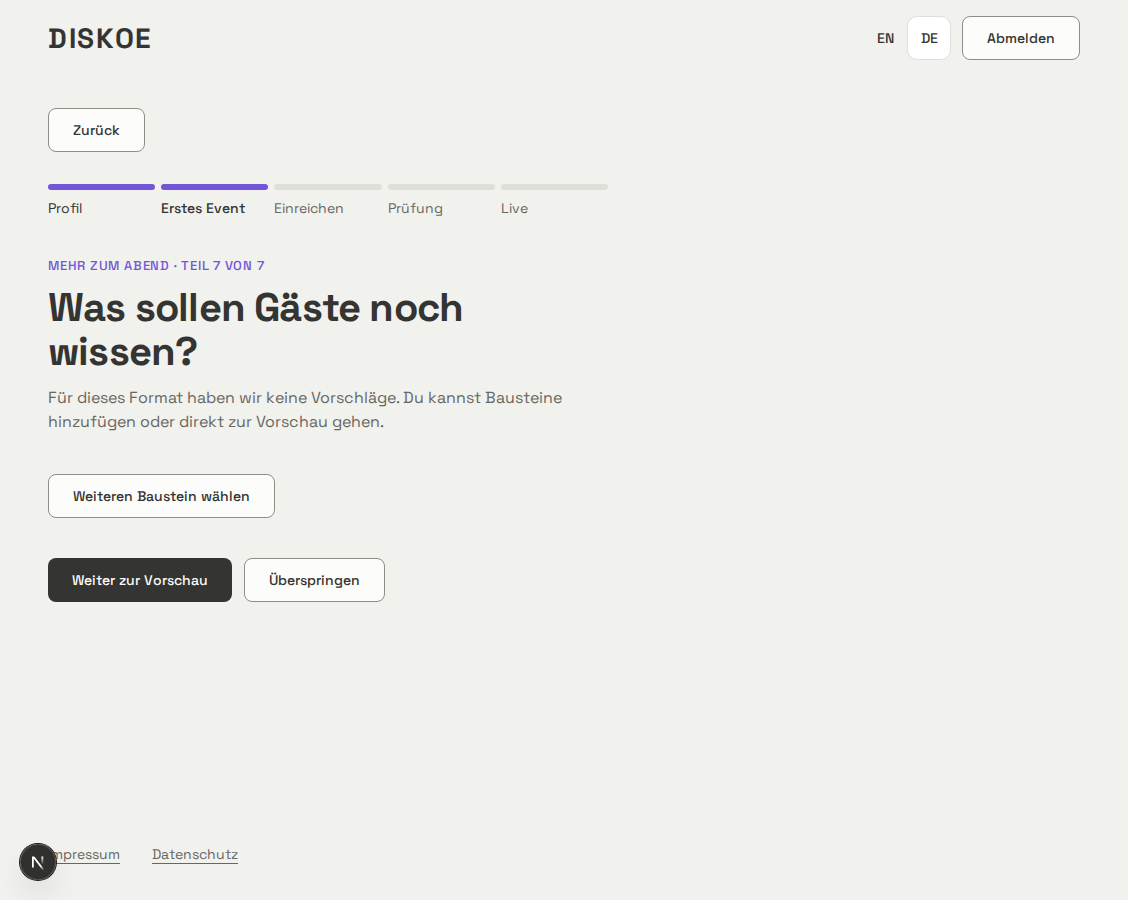 DISKOE
EN
DE
Abmelden
Zurück
Profil
Erstes Event
Einreichen
Prüfung
Live
MEHR ZUM ABEND · TEIL 7 VON 7
Was sollen Gäste noch
wissen?
Für dieses Format haben wir keine Vorschläge. Du kannst Bausteine
hinzufügen oder direkt zur Vorschau gehen.
Weiteren Baustein wählen
Weiter zur Vorschau
Überspringen
N
mpressum
Datenschutz